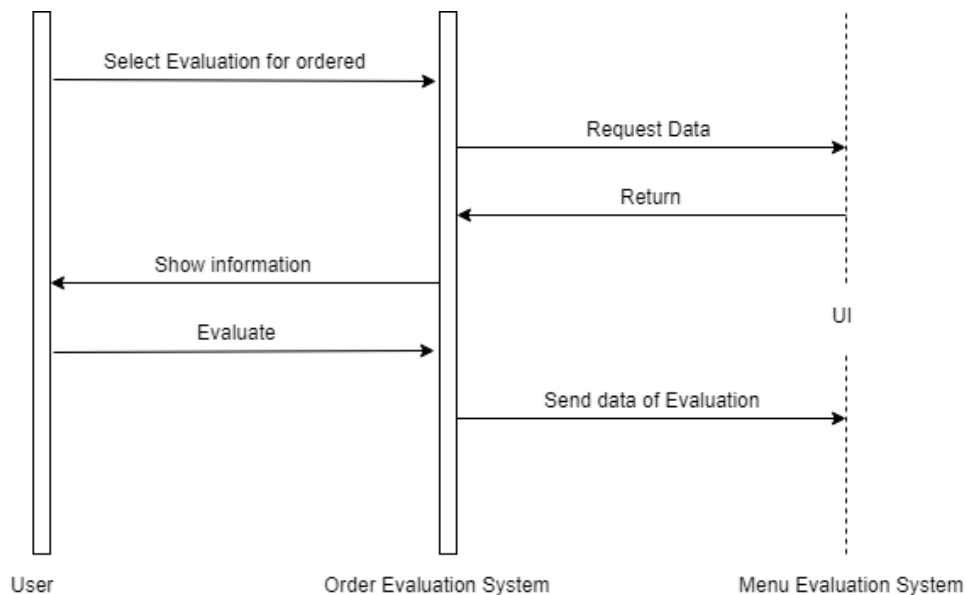 Select Evaluation for ordered
Request Data
Return
Show information
UI
Evaluate
Send data of Evaluation
User
Order Evaluation System
Menu Evaluation System